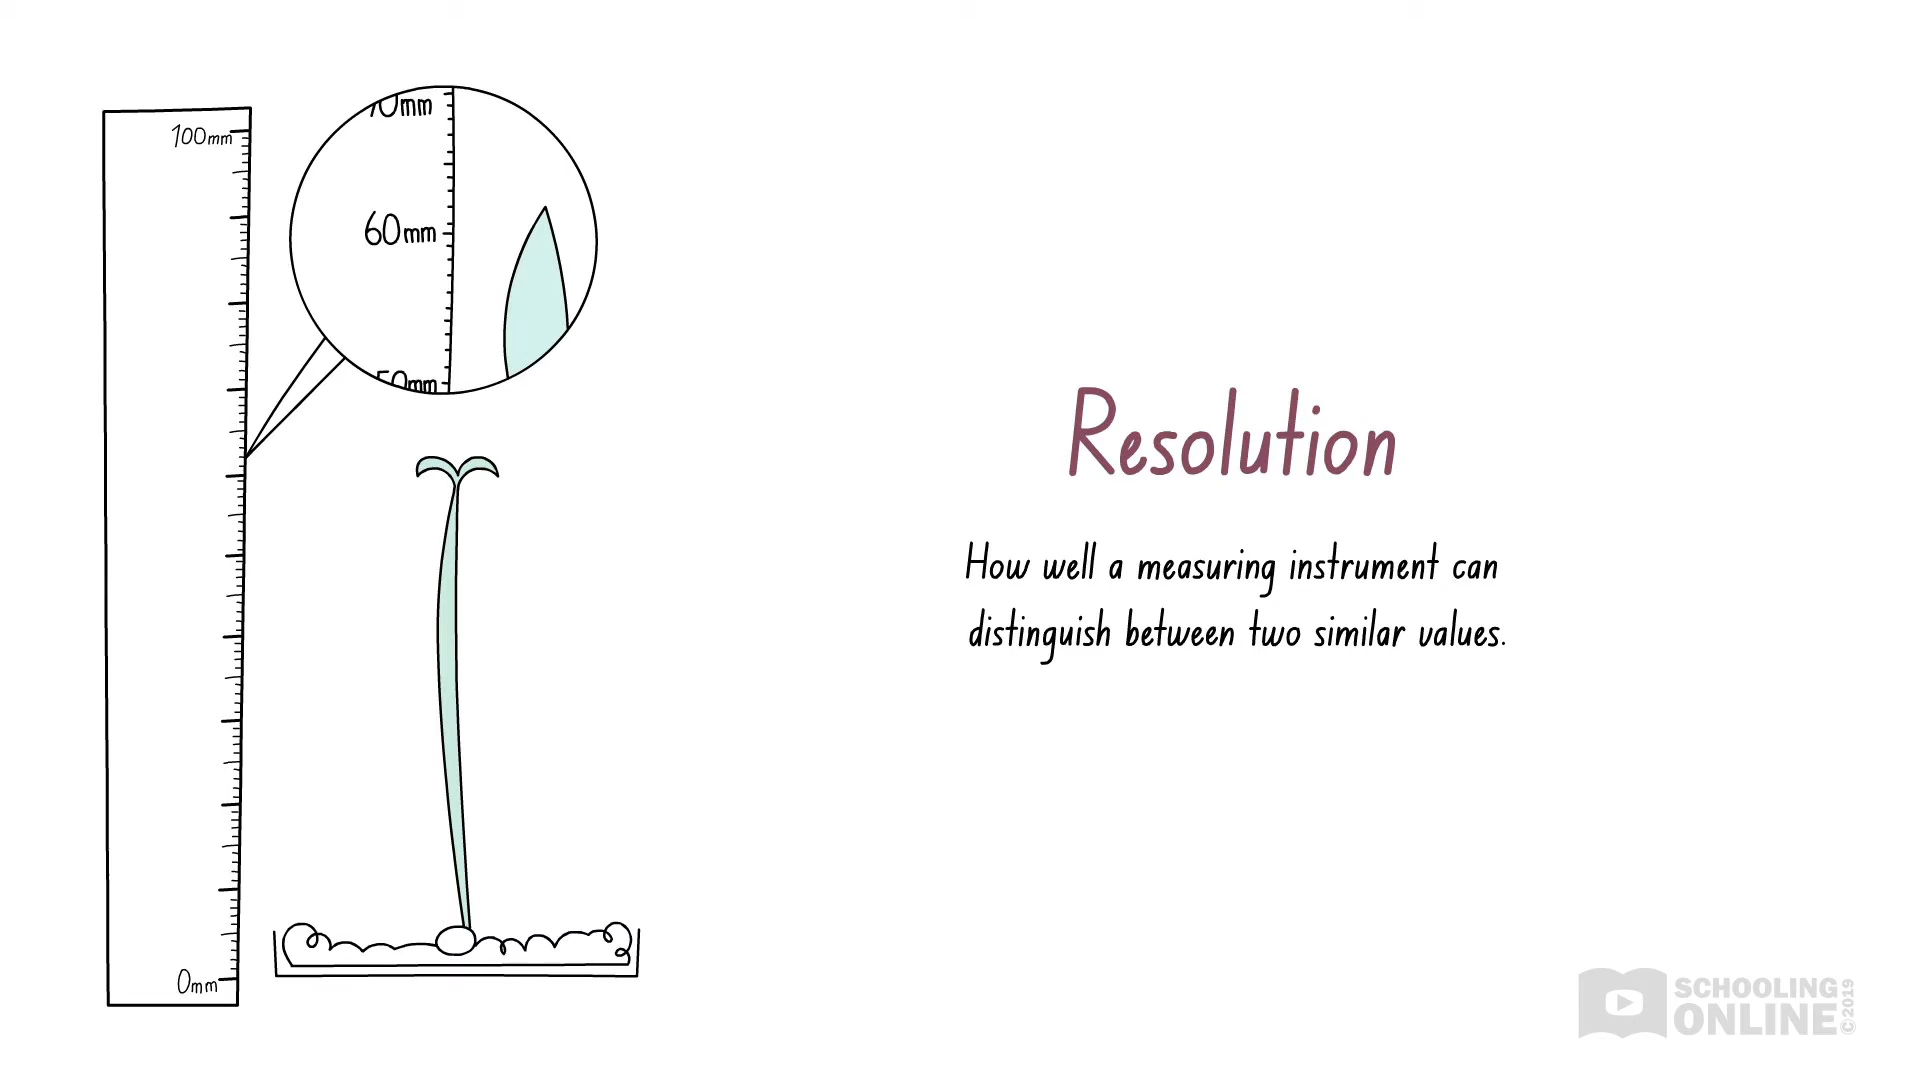 100mm
60mm
0mm
Resolution
How well a measuring instrument can
distinguish between two similar values.
SCHOOLING
ONLINE
©2019